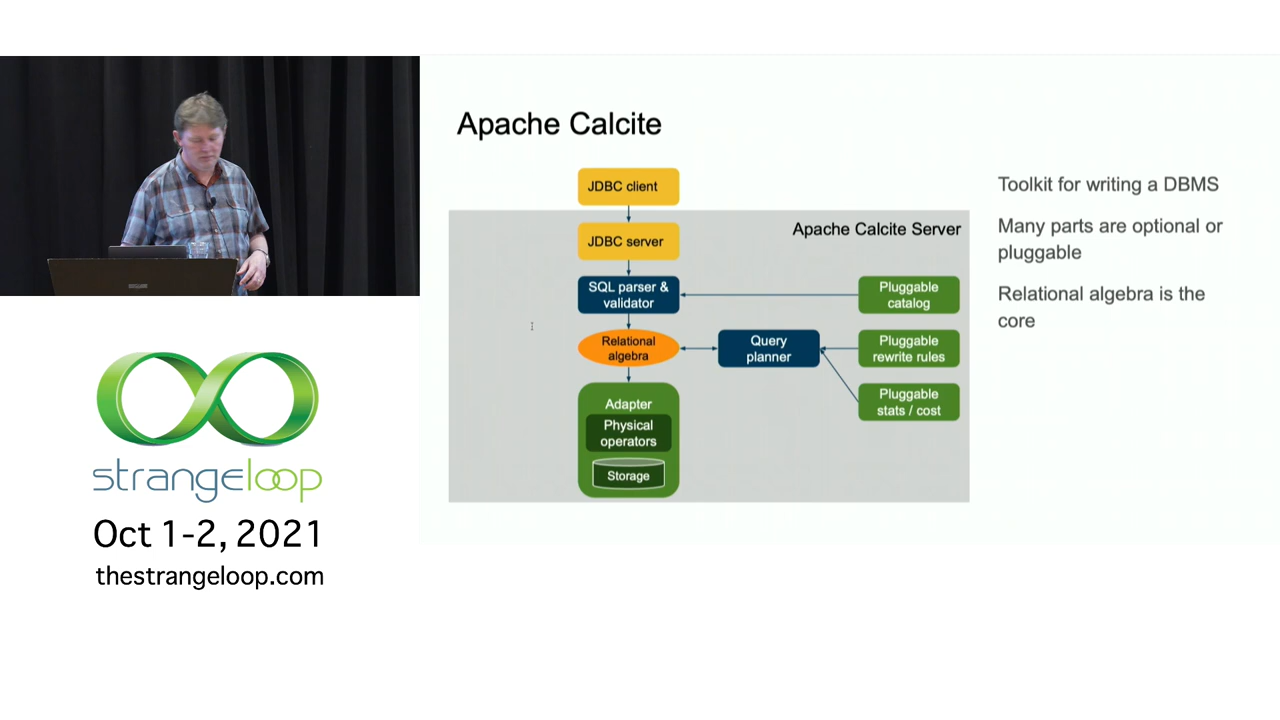 Apache Calcite
JDBC client
Apache Calcite Server
JDBC server
SQL parser &
validator
Pluggable
catalog
Relational
algebra
Query
planner
Pluggable
rewrite rules
Pluggable
stats / cost
Adapter
Physical
operators
Storage
Toolkit for writing a DBMS
Many parts are optional or
pluggable
Relational algebra is the
core
strangeloop
Oct 1-2, 2021
thestrangeloop.com